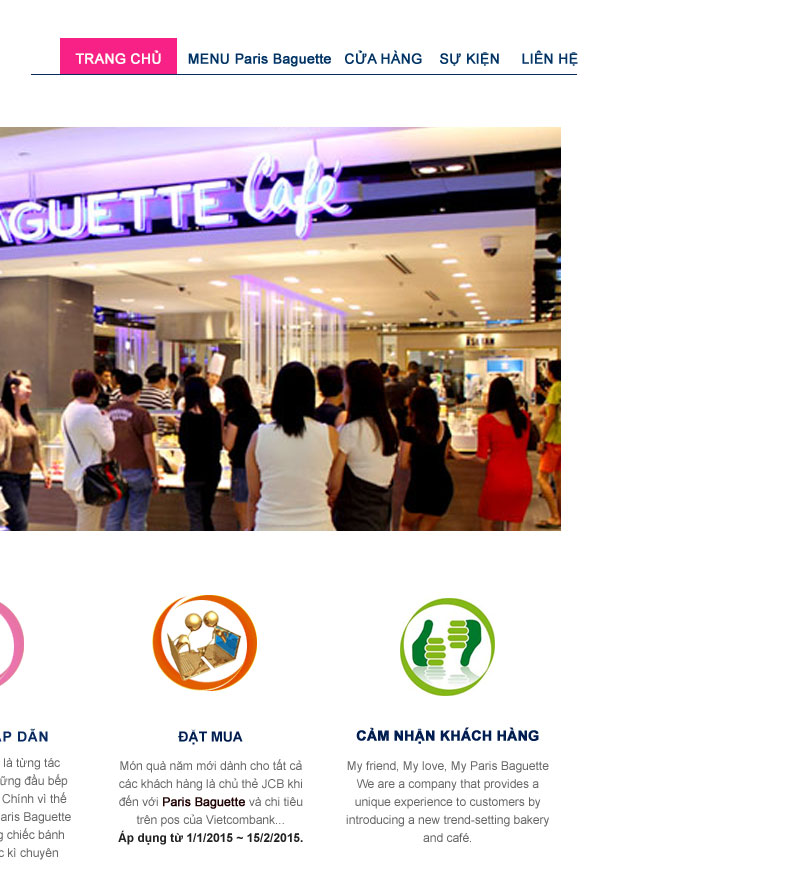 TRANG CHỦ MENU Paris Baguette CỬA HÀNG SỰ KIỆN LIÊN HỆ
AGUETTE Café
ẤP DẪN
là từng tác
ững đầu bếp
Chính vì thế
aris Baguette
g chiếc bánh
c kì chuyên
ĐẶT MUA
Món quà năm mới dành cho tất cả
các khách hàng là chủ thẻ JCB khi
đến với Paris Baguette và chi tiêu
trên pos của Vietcombank...
Áp dụng từ 1/1/2015 ~ 15/2/2015.
CẢM NHẬN KHÁCH HÀNG
My friend, My love, My Paris Baguette
We are a company that provides a
unique experience to customers by
introducing a new trend-setting bakery
and café.